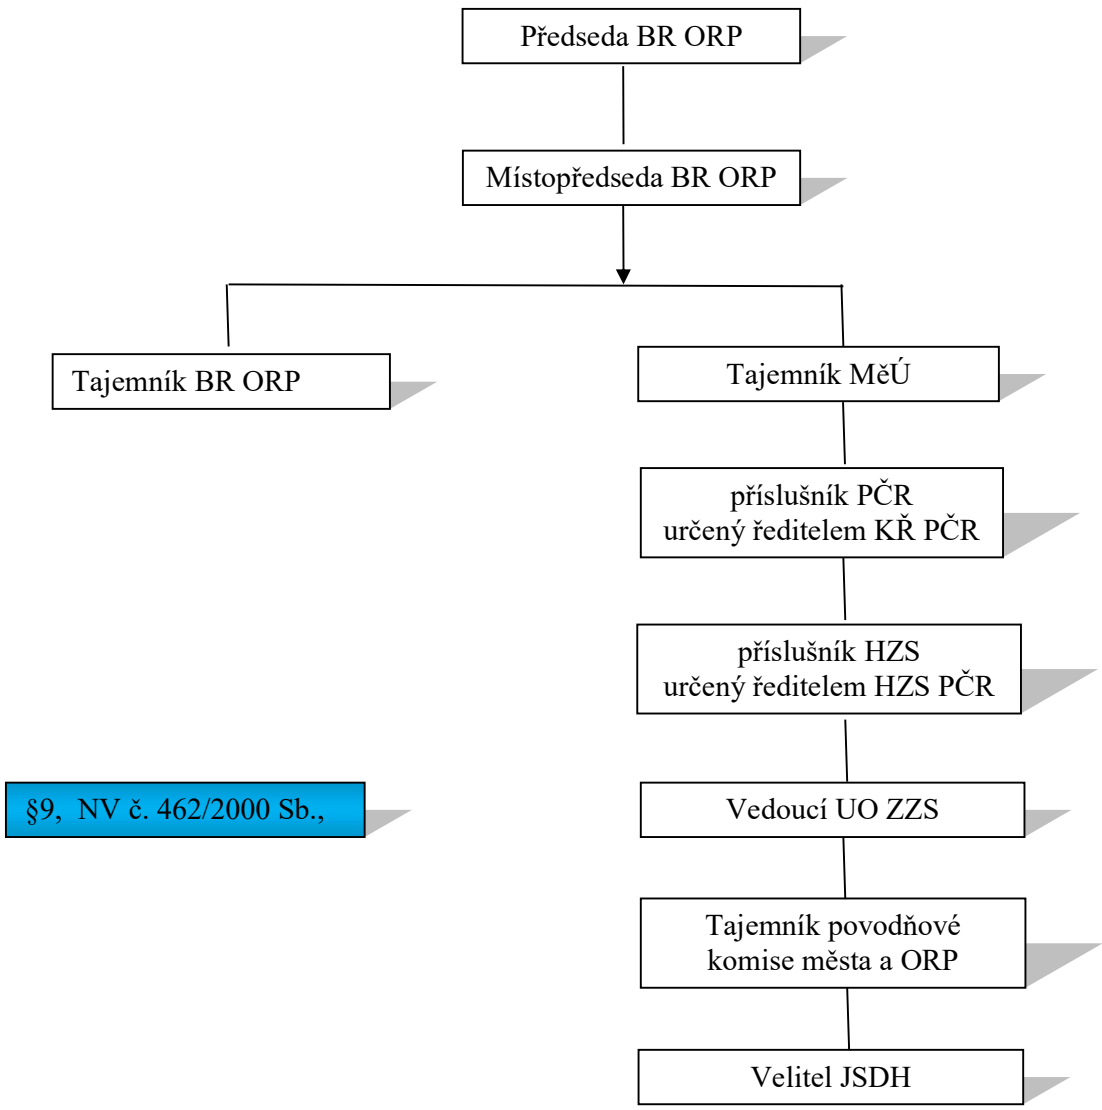 Předseda BR ORP
Místopředseda BR ORP
Tajemník BR ORP
Tajemník MěÚ
příslušník PČR
určený ředitelem KŘ PČR
příslušník HZS
určený ředitelem HZS PČR
§9,  NV č. 462/2000 Sb.,
Vedoucí UO ZZS
Tajemník povodňové
komise města a ORP
Velitel JSDH